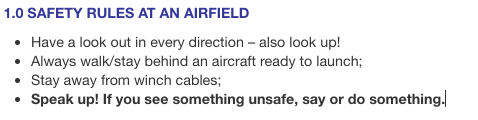 1.0 SAFETY RULES AT AN AIRFIELD
• Have a look out in every direction – also look up!
• Always walk/stay behind an aircraft ready to launch;
• Stay away from winch cables;
• Speak up! If you see something unsafe, say or do something.